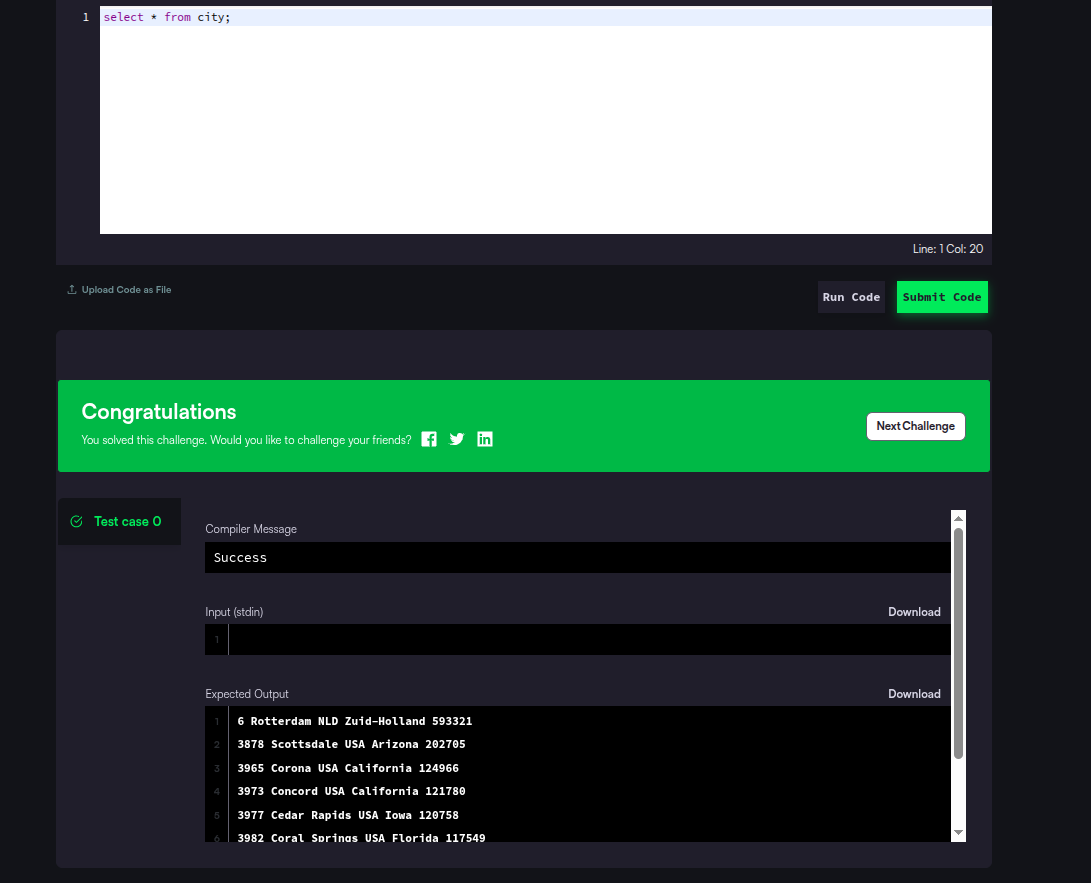 1 select * from city;
Line: 1 Col: 20
Upload Code as File
Run Code
Submit Code
Congratulations
You solved this challenge. Would you like to challenge your friends?
Next Challenge
Test case 0
Compiler Message
Success
Input (stdin)
Download
1
Expected Output
Download
1 6 Rotterdam NLD Zuid-Holland 593321
2 3878 Scottsdale USA Arizona 202705
3 3965 Corona USA California 124966
4 3973 Concord USA California 121780
5 3977 Cedar Rapids USA Iowa 120758
6 3982 Coral Springs USA Florida 117549